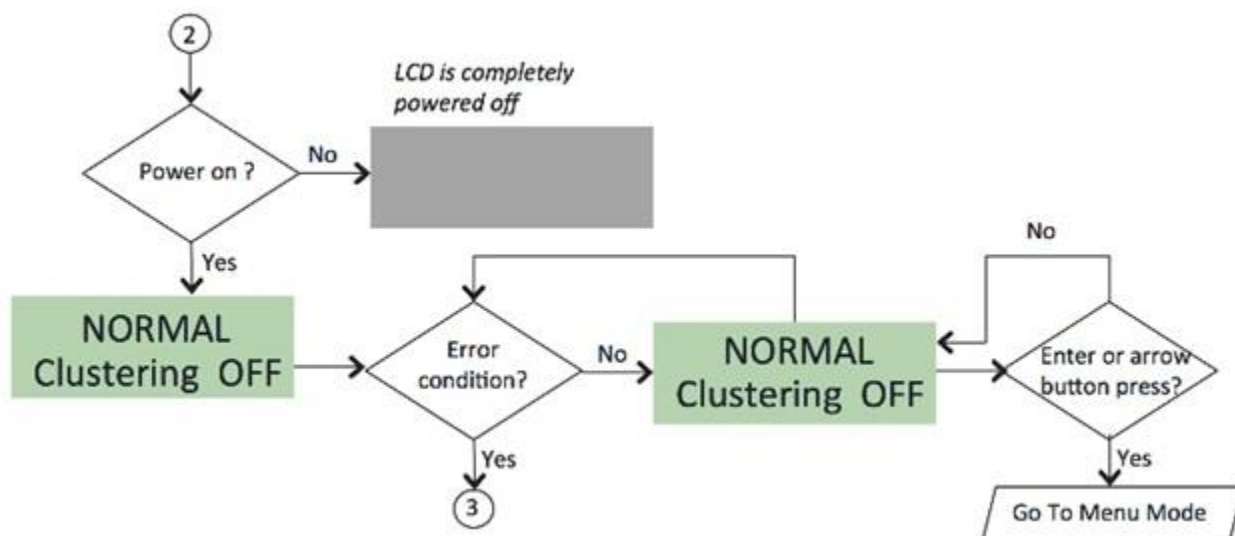 2
LCD is completely
powered off
Power on ?
No
Yes
NORMAL
Clustering OFF
Error
condition?
No
Yes
3
NORMAL
Clustering OFF
No
Enter or arrow
button press?
Yes
Go To Menu Mode